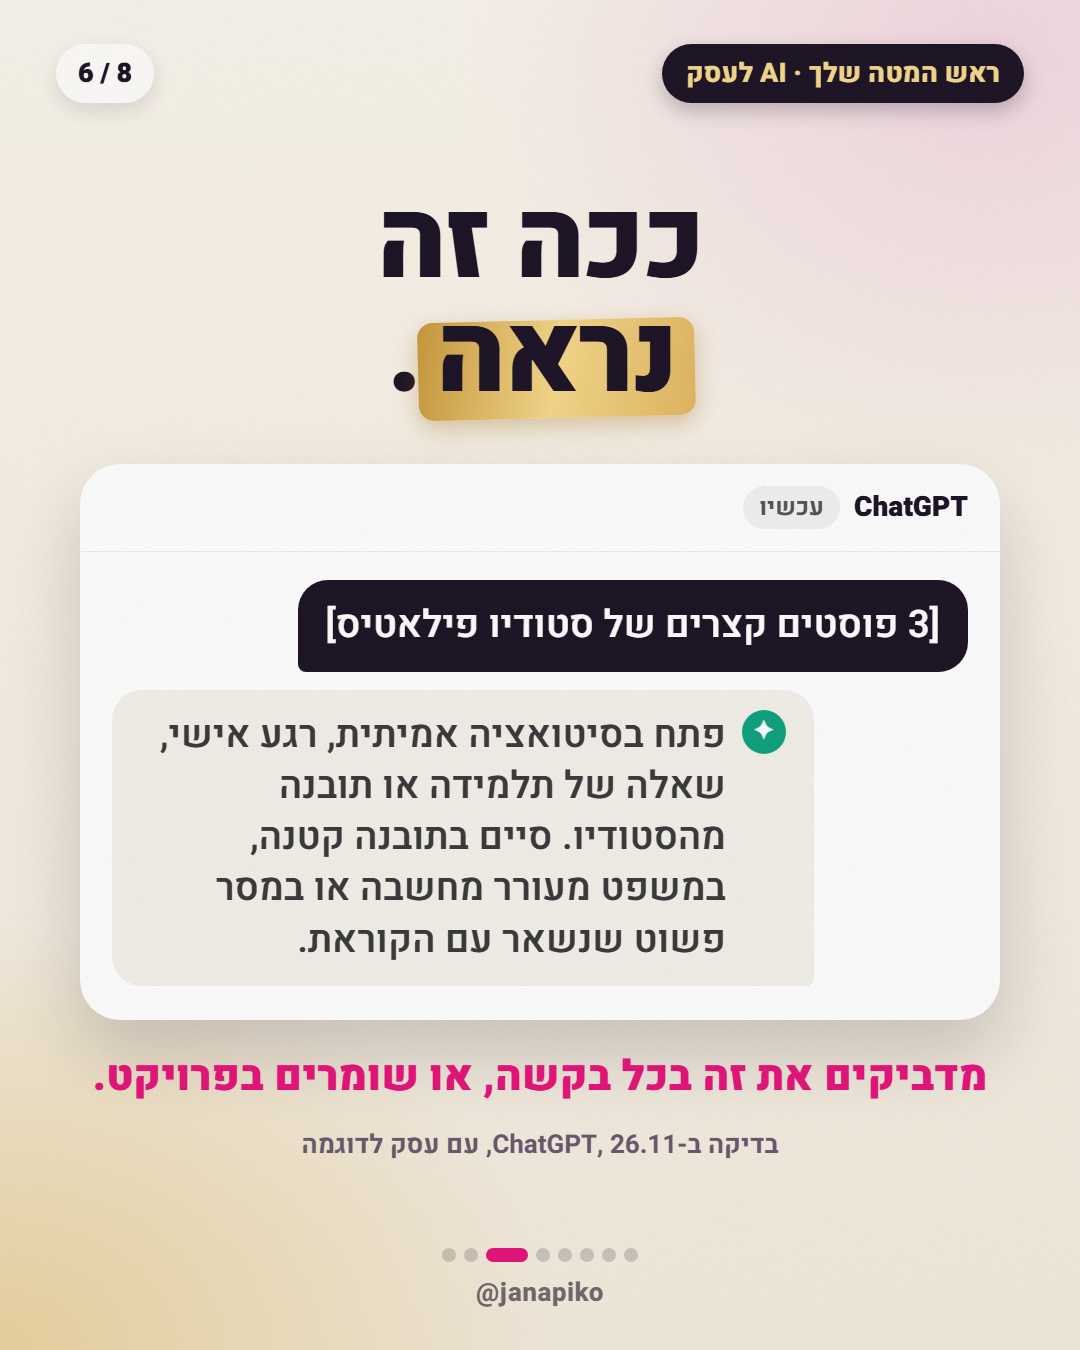 ראש המטה שלך · AI לעסק
6 / 8
ככה זה
נראה.
ChatGPT
עכשיו
[3 פוסטים קצרים של סטודיו פילאטיס]
פתח בסיטואציה אמיתית, רגע אישי,
שאלה של תלמידה או תובנה
מהסטודיו. סיים בתובנה קטנה,
במשפט מעורר מחשבה או במסר
פשוט שנשאר עם הקוראת.
מדביקים את זה בכל בקשה, או שומרים בפרויקט.
בדיקה ב-26.11 ,ChatGPT, עם עסק לדוגמה
@janapiko